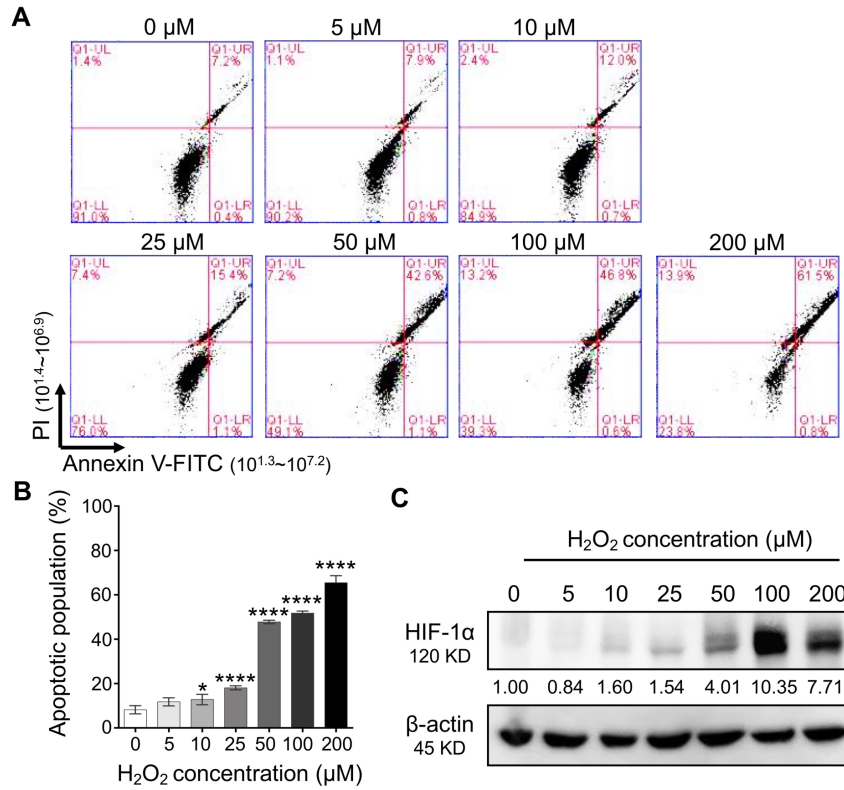 A
0 µM
5 µM
10 µM
Q1-UL
1.4%
Q1-UR
7.2%
Q1-LL
91.0%
Q1-LR
0.4%
Q1-UL
1.1%
Q1-UR
7.9%
Q1-LL
90.2%
Q1-LR
0.8%
Q1-UL
2.4%
Q1-UR
12.0%
Q1-LL
84.9%
Q1-LR
0.7%
25 µM
50 µM
100 µM
200 µM
Q1-UL
7.4%
Q1-UR
15.4%
Q1-LL
76.0%
Q1-LR
1.1%
Q1-UL
7.2%
Q1-UR
42.6%
Q1-LL
49.1%
Q1-LR
1.1%
Q1-UL
13.2%
Q1-UR
46.8%
Q1-LL
39.3%
Q1-LR
0.6%
Q1-UL
13.9%
Q1-UR
61.5%
Q1-LL
23.8%
Q1-LR
0.8%
PI (10^1.4~10^6.9)
Annexin V-FITC (10^1.3~10^7.2)
B
Apoptotic population (%)
100
80
60
40
20
0
*
****
****
****
****
0 5 10 25 50 100 200
H₂O₂ concentration (µM)
C
H₂O₂ concentration (µM)
0 5 10 25 50 100 200
HIF-1α
120 KD
1.00 0.84 1.60 1.54 4.01 10.35 7.71
β-actin
45 KD